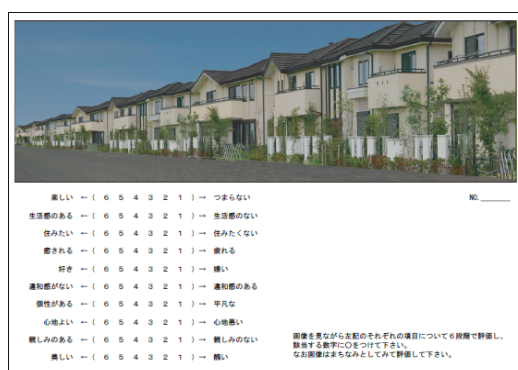 楽しい ←( 6 5 4 3 2 1 )→ つまらない
NO. ______
生活感のある ←( 6 5 4 3 2 1 )→ 生活感のない
住みたい ←( 6 5 4 3 2 1 )→ 住みたくない
癒される ←( 6 5 4 3 2 1 )→ 疲れる
好き ←( 6 5 4 3 2 1 )→ 嫌い
違和感がない ←( 6 5 4 3 2 1 )→ 違和感のある
個性がある ←( 6 5 4 3 2 1 )→ 平凡な
心地よい ←( 6 5 4 3 2 1 )→ 心地悪い
親しみのある ←( 6 5 4 3 2 1 )→ 親しみのない
美しい ←( 6 5 4 3 2 1 )→ 醜い
画像を見ながら左記のそれぞれの項目について6段階で評価し、
該当する数字に○をつけて下さい。
なお画像はまちなみとしてみて評価して下さい。